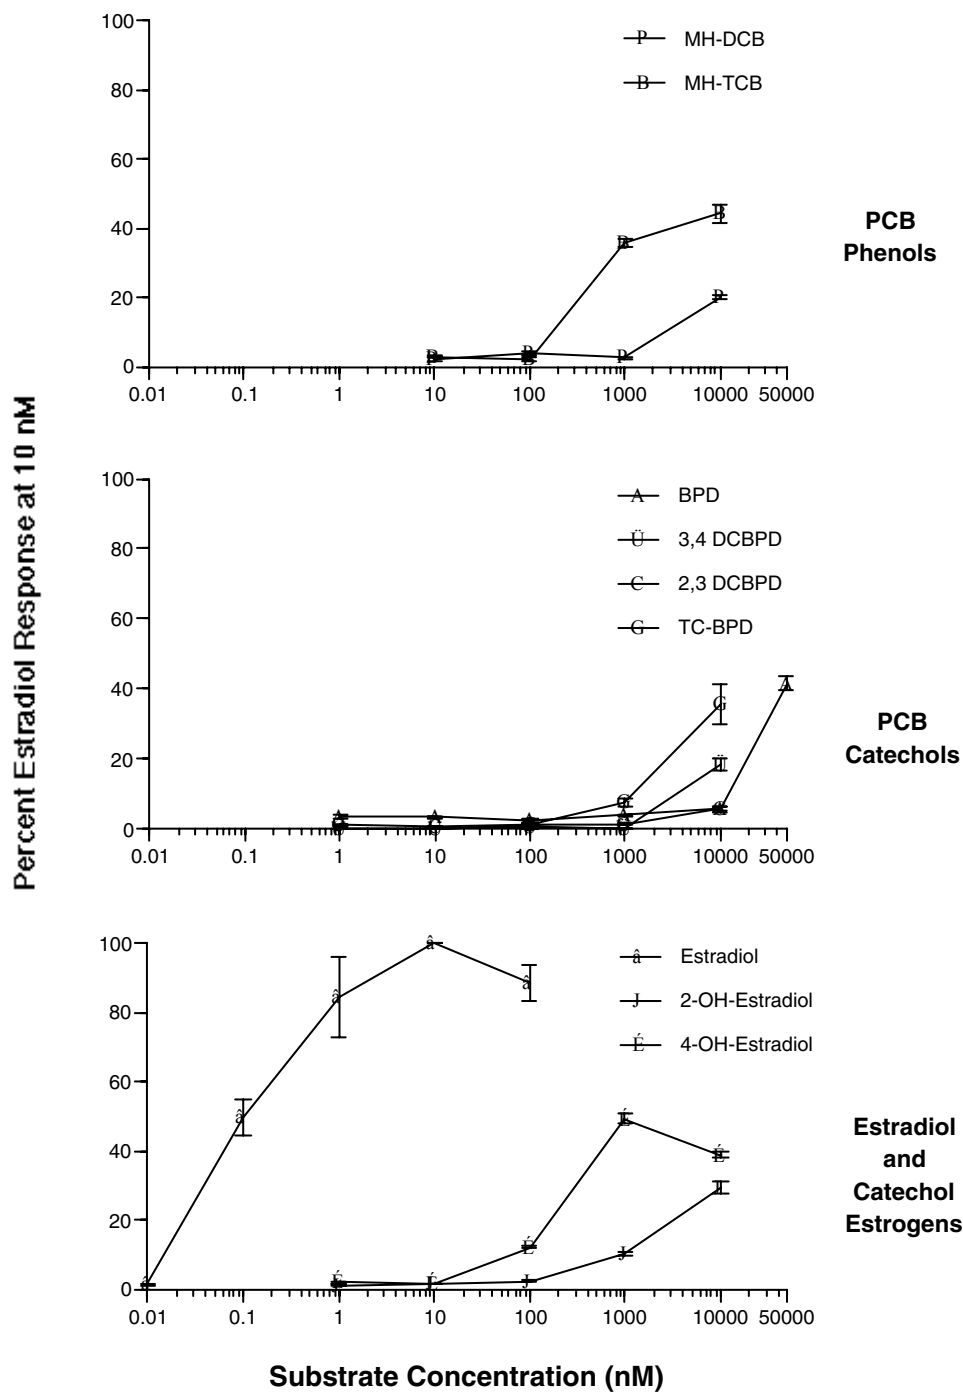 Percent Estradiol Response at 10 nM
100
80
60
40
20
0
0.01 0.1 1 10 100 1000 10000 50000
P MH-DCB
B MH-TCB
PCB
Phenols
100
80
60
40
20
0
0.01 0.1 1 10 100 1000 10000 50000
A BPD
Ü 3,4 DCBPD
C 2,3 DCBPD
G TC-BPD
PCB
Catechols
100
80
60
40
20
0
0.01 0.1 1 10 100 1000 10000 50000
â Estradiol
J 2-OH-Estradiol
É 4-OH-Estradiol
Estradiol
and
Catechol
Estrogens
Substrate Concentration (nM)